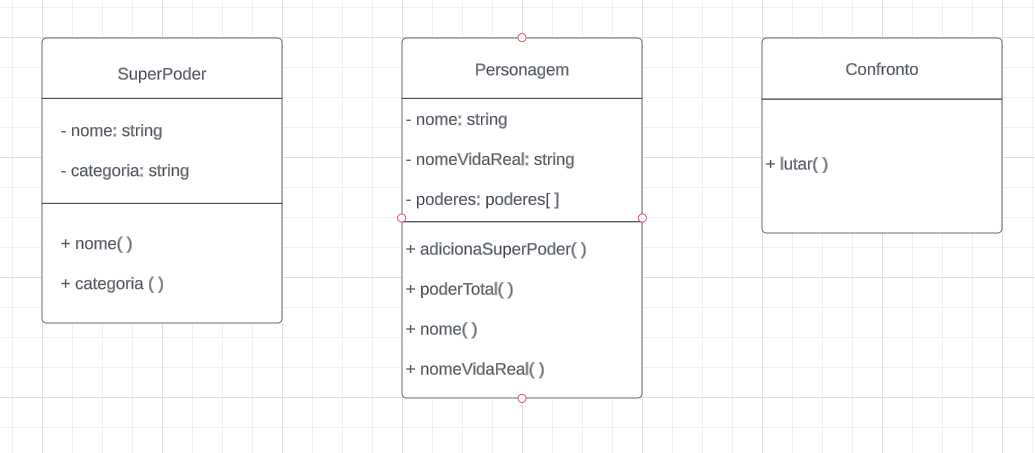 SuperPoder
- nome: string
- categoria: string
+ nome( )
+ categoria ( )
Personagem
- nome: string
- nomeVidaReal: string
- poderes: poderes[ ]
+ adicionaSuperPoder( )
+ poderTotal( )
+ nome( )
+ nomeVidaReal( )
Confronto
+ lutar( )